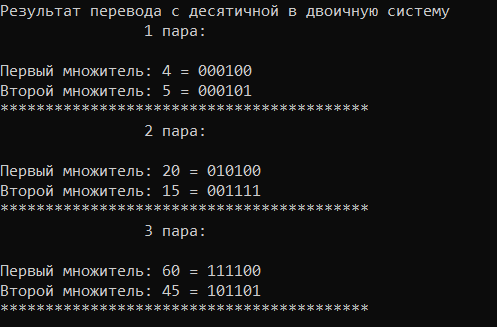 Результат перевода с десятичной в двоичную систему
1 пара:
Первый множитель: 4 = 000100
Второй множитель: 5 = 000101
*****************************************
2 пара:
Первый множитель: 20 = 010100
Второй множитель: 15 = 001111
*****************************************
3 пара:
Первый множитель: 60 = 111100
Второй множитель: 45 = 101101
*****************************************